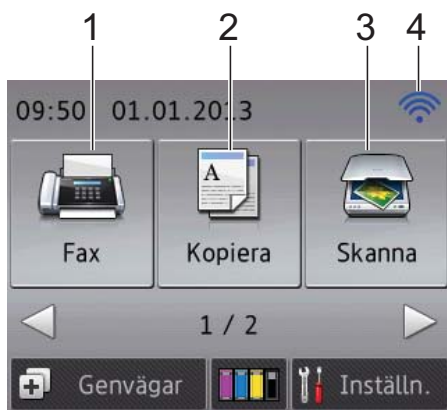 1 2 3 4
09:50 01.01.2013
A
Fax Kopiera Skanna
1 / 2
Genvägar Inställn.